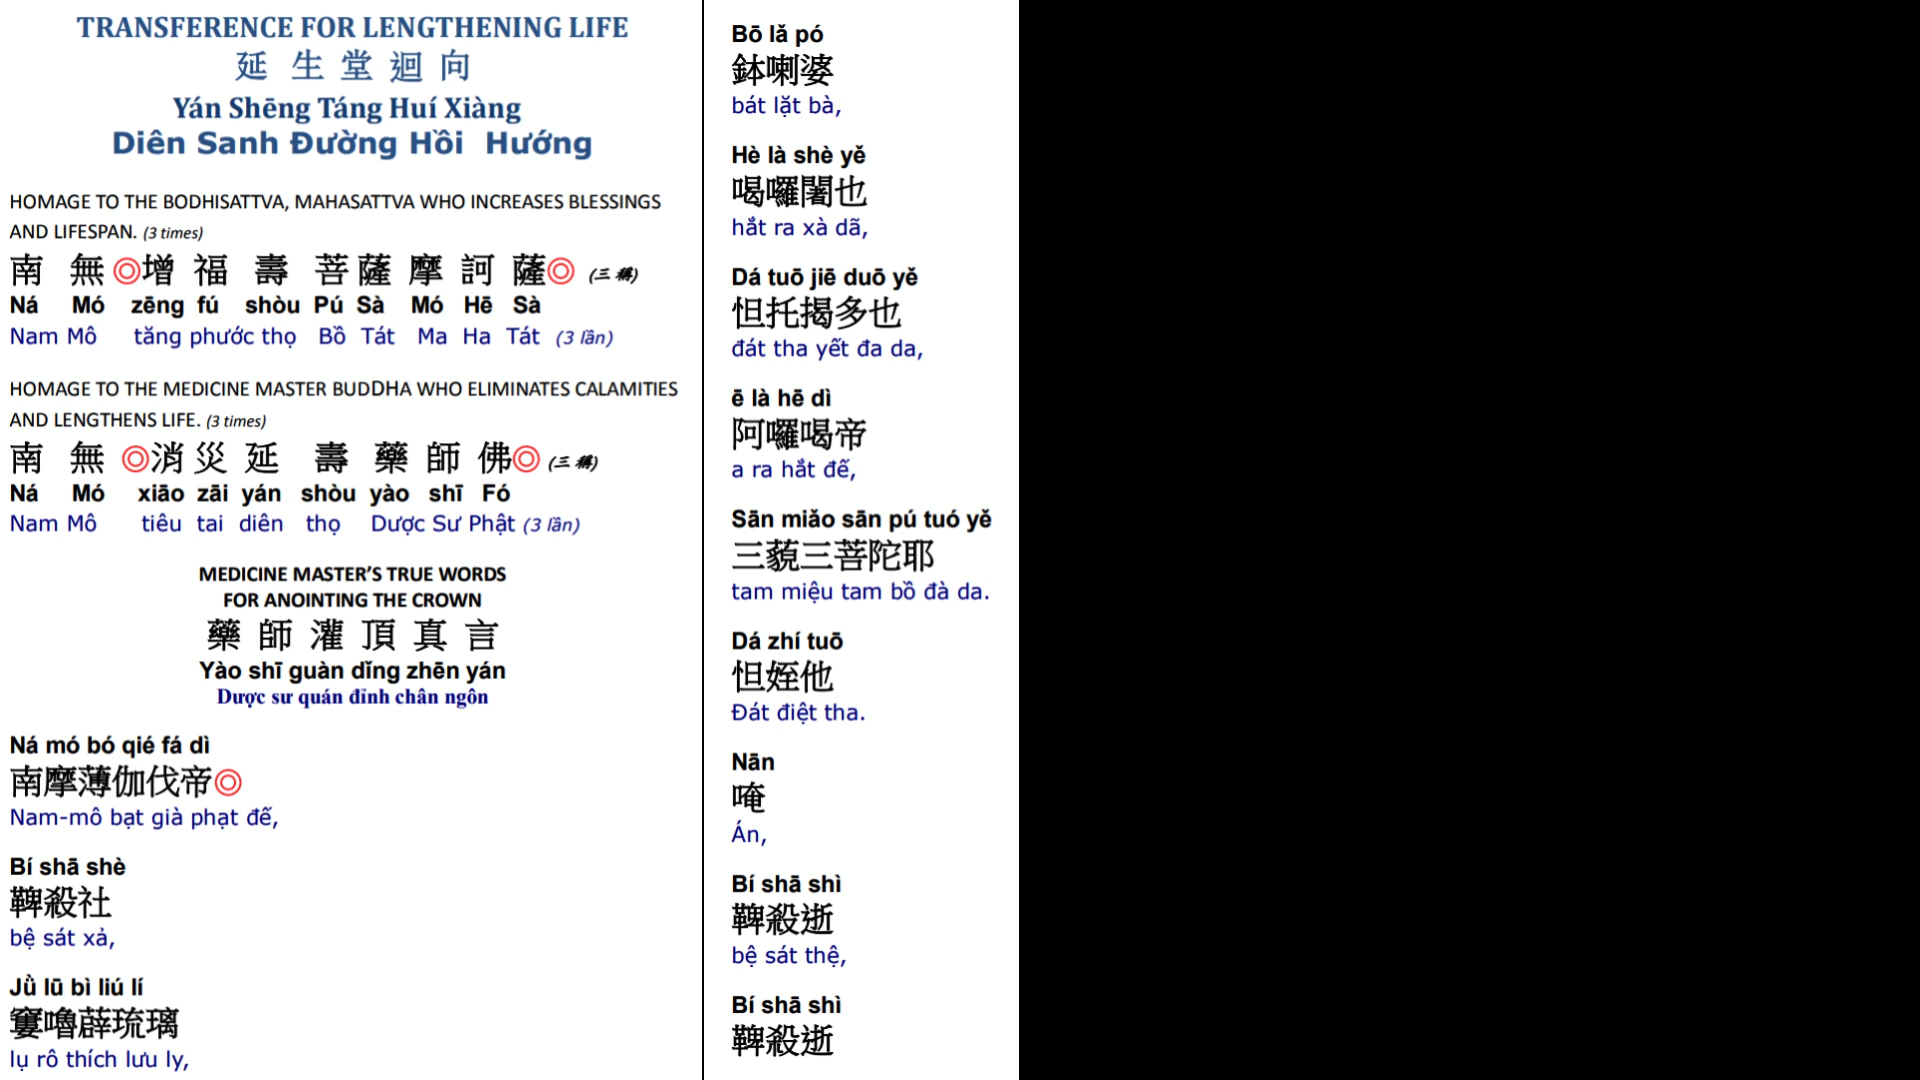 TRANSFERENCE FOR LENGTHENING LIFE
延 生 堂 迴 向
Yán Shēng Táng Huí Xiàng
Diên Sanh Đường Hồi Hướng
HOMAGE TO THE BODHISATTVA, MAHASATTVA WHO INCREASES BLESSINGS
AND LIFESPAN. (3 times)
南 無 ◎增 福 壽 菩 薩 摩 訶 薩◎ (三 稱)
Ná Mó zēng fú shòu Pú Sà Mó Hē Sà
Nam Mô tăng phước thọ Bồ Tát Ma Ha Tát (3 lần)
HOMAGE TO THE MEDICINE MASTER BUDDHA WHO ELIMINATES CALAMITIES
AND LENGTHENS LIFE. (3 times)
南 無 ◎消 災 延 壽 藥 師 佛◎ (三 稱)
Ná Mó xiāo zāi yán shòu yào shī Fó
Nam Mô tiêu tai diên thọ Dược Sư Phật (3 lần)
MEDICINE MASTER’S TRUE WORDS
FOR ANOINTING THE CROWN
藥 師 灌 頂 真 言
Yào shī guàn dǐng zhēn yán
Dược sư quán đỉnh chân ngôn
Ná mó bó qié fá dì
南摩薄伽伐帝◎
Nam-mô bạt già phạt đế,
Bí shā shè
鞞殺社
bệ sát xả,
Jǜ lū bì liú lí
窶嚕薜琉璃
lụ rô thích lưu ly,
Bō lǎ pó
鉢喇婆
bát lặt bà,
Hè là shè yě
喝囉闍也
hắt ra xà dã,
Dá tuō jiē duō yě
怛托揭多也
đát tha yết đa da,
ē là hē dì
阿囉喝帝
a ra hắt đế,
Sān miǎo sān pú tuó yě
三藐三菩陀耶
tam miệu tam bồ đà da.
Dá zhí tuō
怛姪他
Đát điệt tha.
Nān
唵
Án,
Bí shā shì
鞞殺逝
bệ sát thệ,
Bí shā shì
鞞殺逝